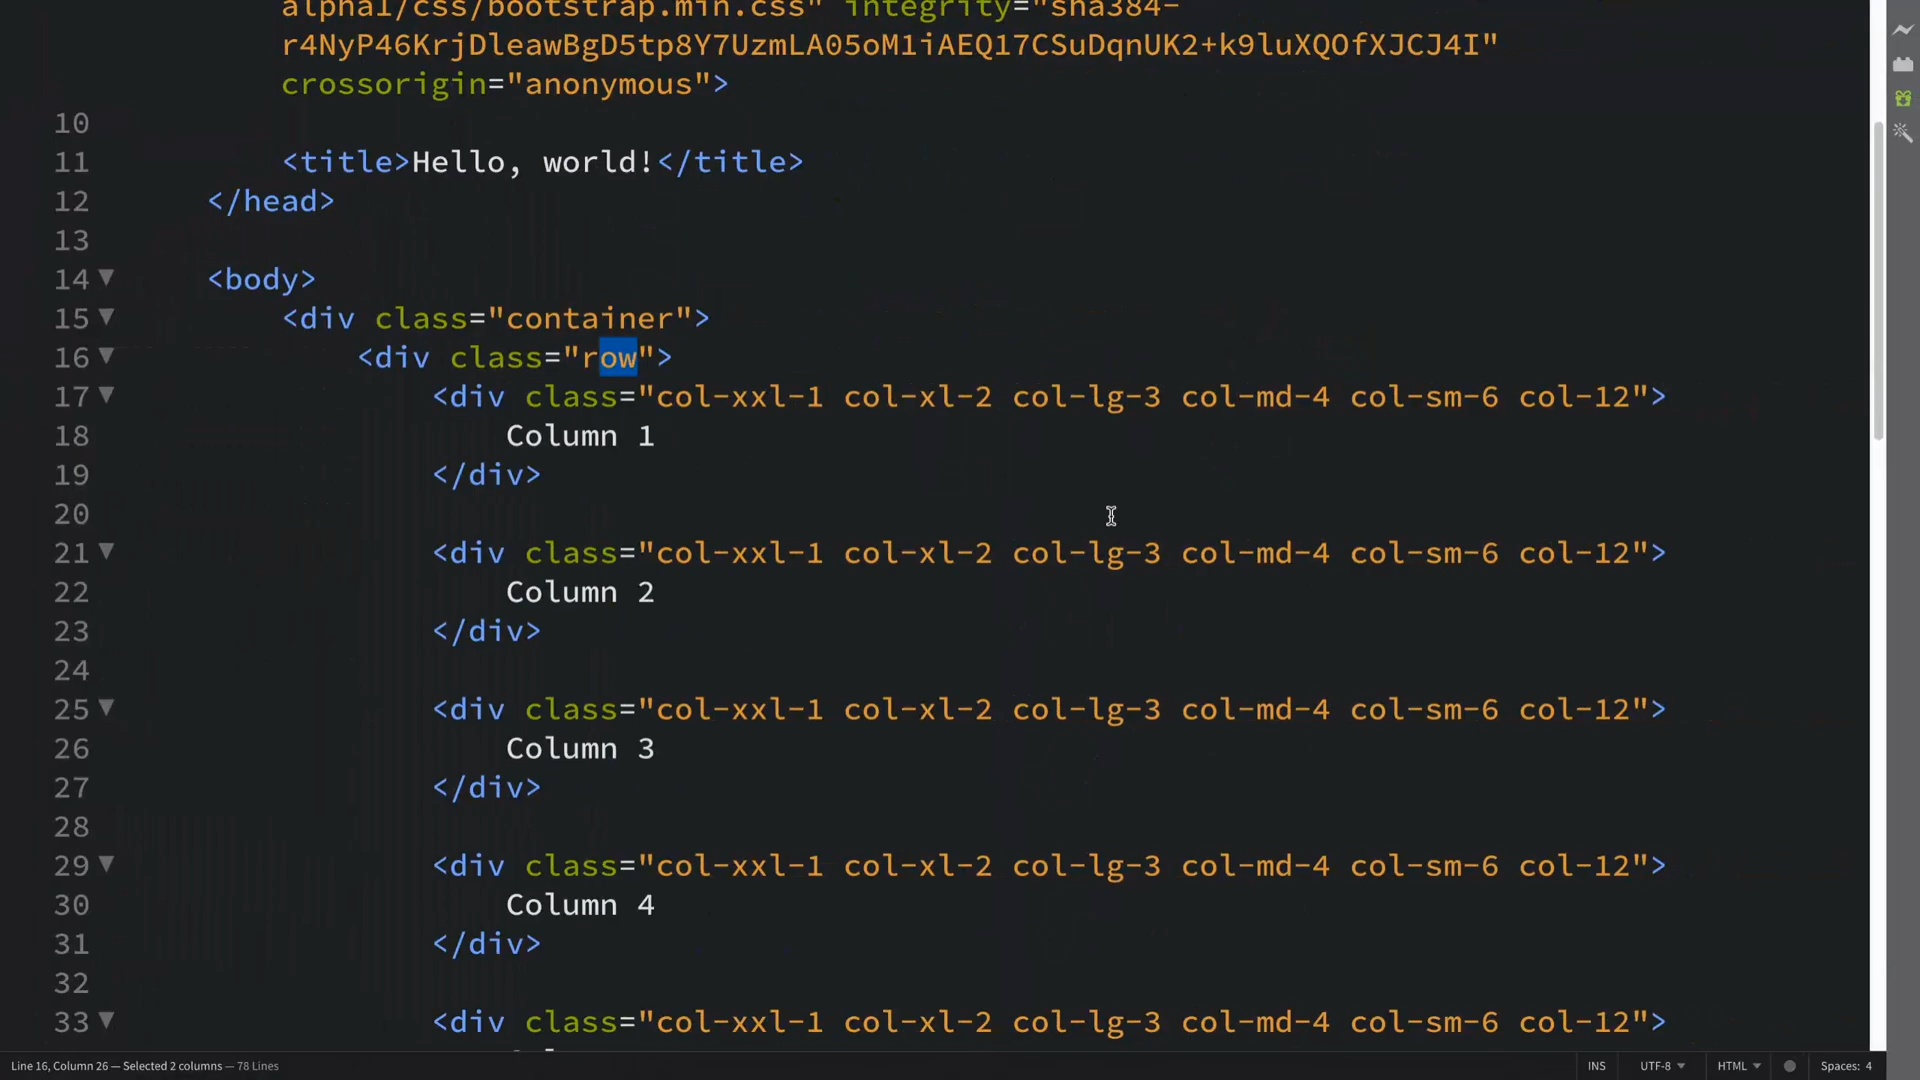 alpha1/css/bootstrap.min.css" integrity="sha384-
r4NyP46KrjDleawBgD5tp8Y7UzmLA05oM1iAEQ17CSuDqnUK2+k9luXQOfXJCJ4I"
crossorigin="anonymous">
10
11 <title>Hello, world!</title>
12 </head>
13
14 <body>
15 <div class="container">
16 <div class="row">
17 <div class="col-xxl-1 col-xl-2 col-lg-3 col-md-4 col-sm-6 col-12">
18 Column 1
19 </div>
20
21 <div class="col-xxl-1 col-xl-2 col-lg-3 col-md-4 col-sm-6 col-12">
22 Column 2
23 </div>
24
25 <div class="col-xxl-1 col-xl-2 col-lg-3 col-md-4 col-sm-6 col-12">
26 Column 3
27 </div>
28
29 <div class="col-xxl-1 col-xl-2 col-lg-3 col-md-4 col-sm-6 col-12">
30 Column 4
31 </div>
32
33 <div class="col-xxl-1 col-xl-2 col-lg-3 col-md-4 col-sm-6 col-12">
Line 16, Column 26 — Selected 2 columns — 78 Lines INS UTF-8 HTML Spaces: 4